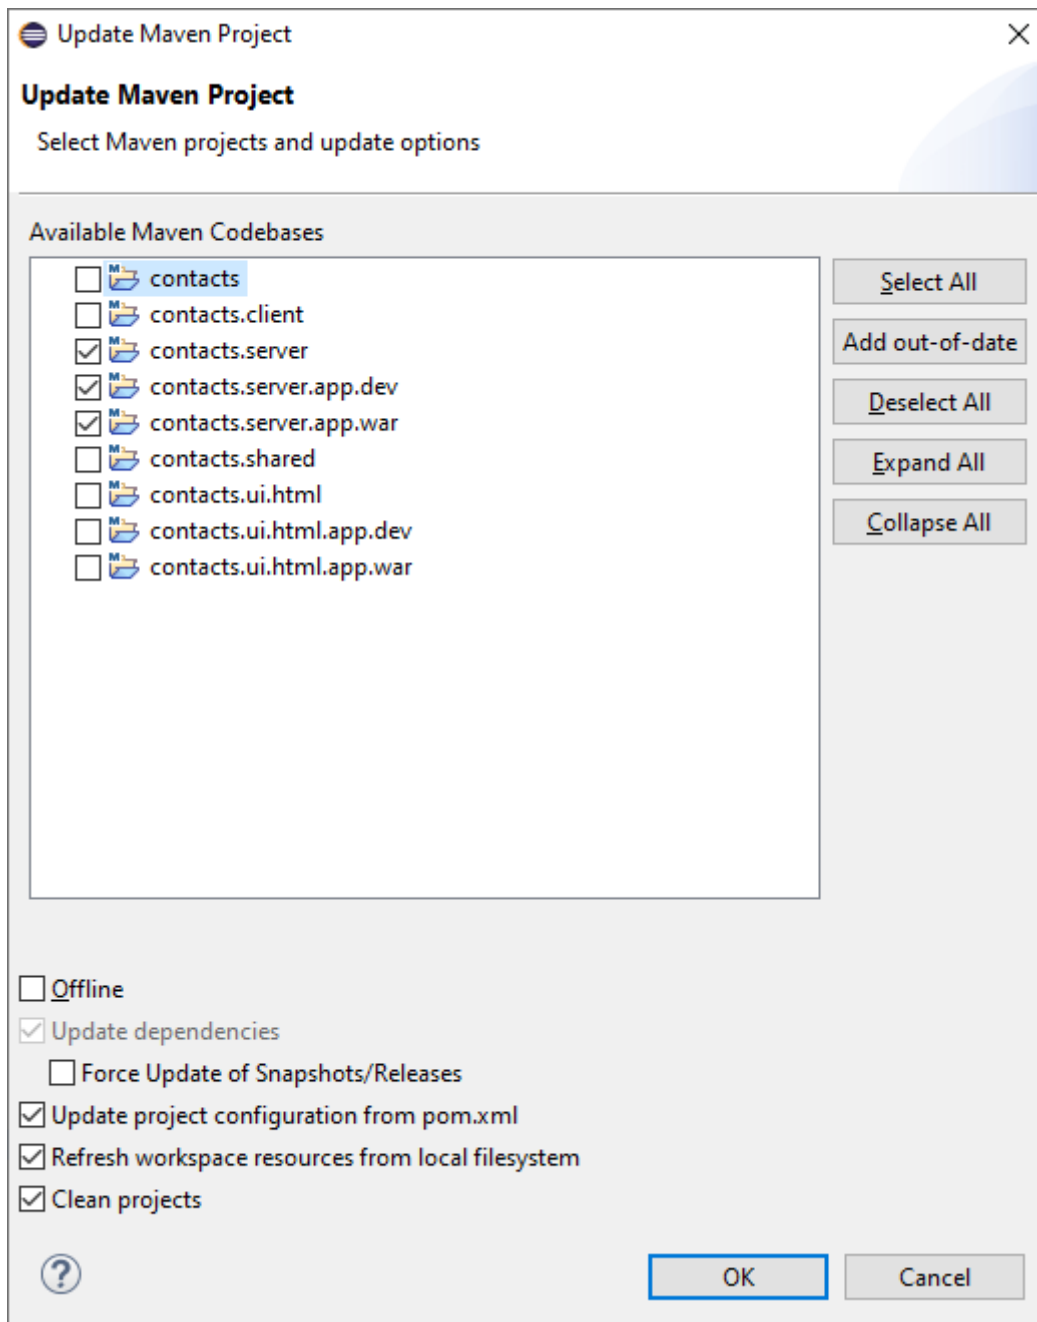 Update Maven Project
Update Maven Project
Select Maven projects and update options
Available Maven Codebases
contacts
contacts.client
contacts.server
contacts.server.app.dev
contacts.server.app.war
contacts.shared
contacts.ui.html
contacts.ui.html.app.dev
contacts.ui.html.app.war
Select All
Add out-of-date
Deselect All
Expand All
Collapse All
Offline
Update dependencies
Force Update of Snapshots/Releases
Update project configuration from pom.xml
Refresh workspace resources from local filesystem
Clean projects
?
OK
Cancel